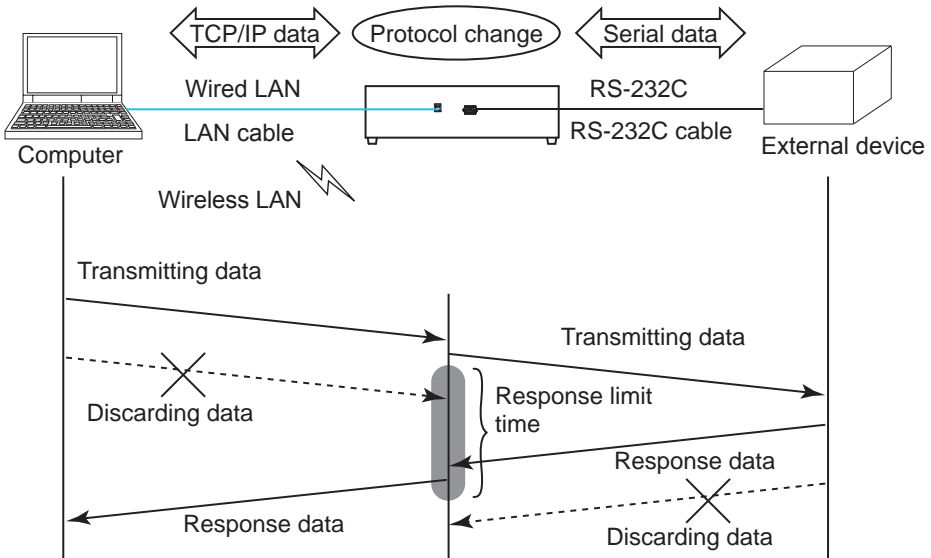 TCP/IP data
Protocol change
Serial data
Wired LAN
RS-232C
LAN cable
RS-232C cable
Computer
External device
Wireless LAN
Transmitting data
Transmitting data
Discarding data
Response limit
time
Response data
Response data
Discarding data